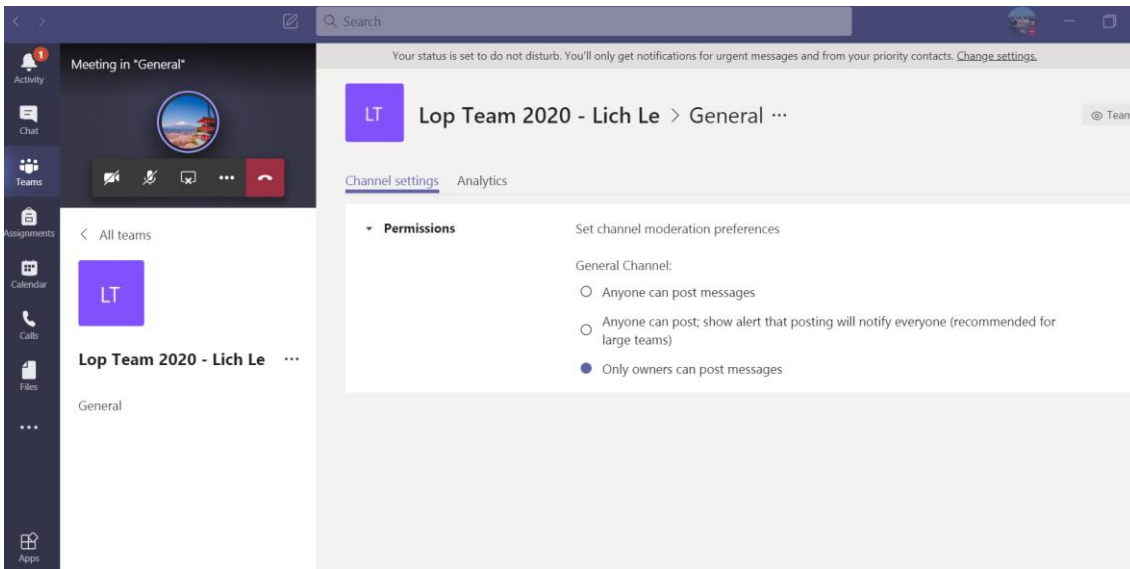 Search
Your status is set to do not disturb. You'll only get notifications for urgent messages and from your priority contacts. Change settings.
1
Activity
Chat
Teams
Assignments
Calendar
Calls
Files
Apps
Meeting in "General"
All teams
LT
Lop Team 2020 - Lich Le
General
LT
Lop Team 2020 - Lich Le > General
Team
Channel settings Analytics
Permissions
Set channel moderation preferences
General Channel:
Anyone can post messages
Anyone can post; show alert that posting will notify everyone (recommended for
large teams)
Only owners can post messages